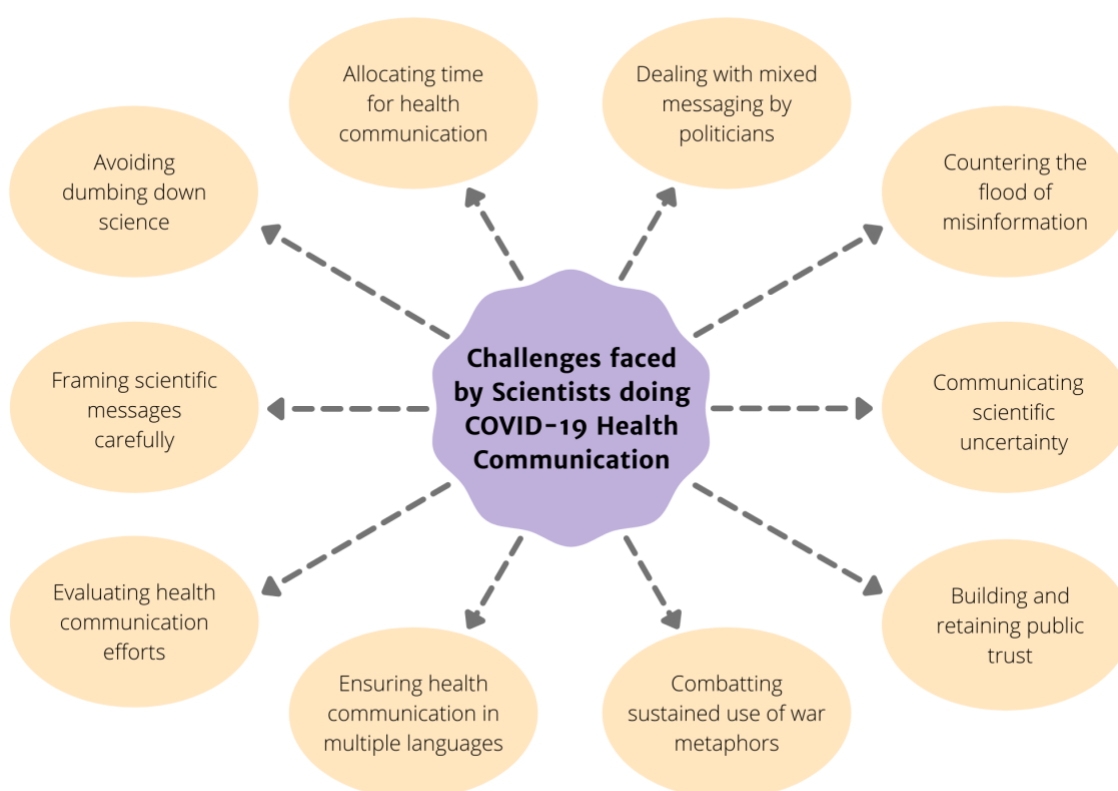 Allocating time
for health
communication
Dealing with mixed
messaging by
politicians
Avoiding
dumbing down
science
Countering the
flood of
misinformation
Challenges faced
by Scientists doing
COVID-19 Health
Communication
Framing scientific
messages
carefully
Communicating
scientific
uncertainty
Evaluating health
communication
efforts
Building and
retaining public
trust
Ensuring health
communication in
multiple languages
Combatting
sustained use of war
metaphors